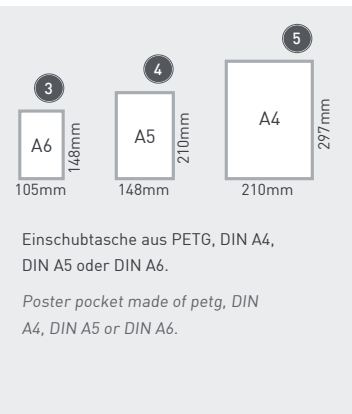 5
4
3
A4
297mm
A5
210mm
A6
148mm
105mm
148mm
210mm
Einschubtasche aus PETG, DIN A4,
DIN A5 oder DIN A6.
Poster pocket made of petg, DIN
A4, DIN A5 or DIN A6.